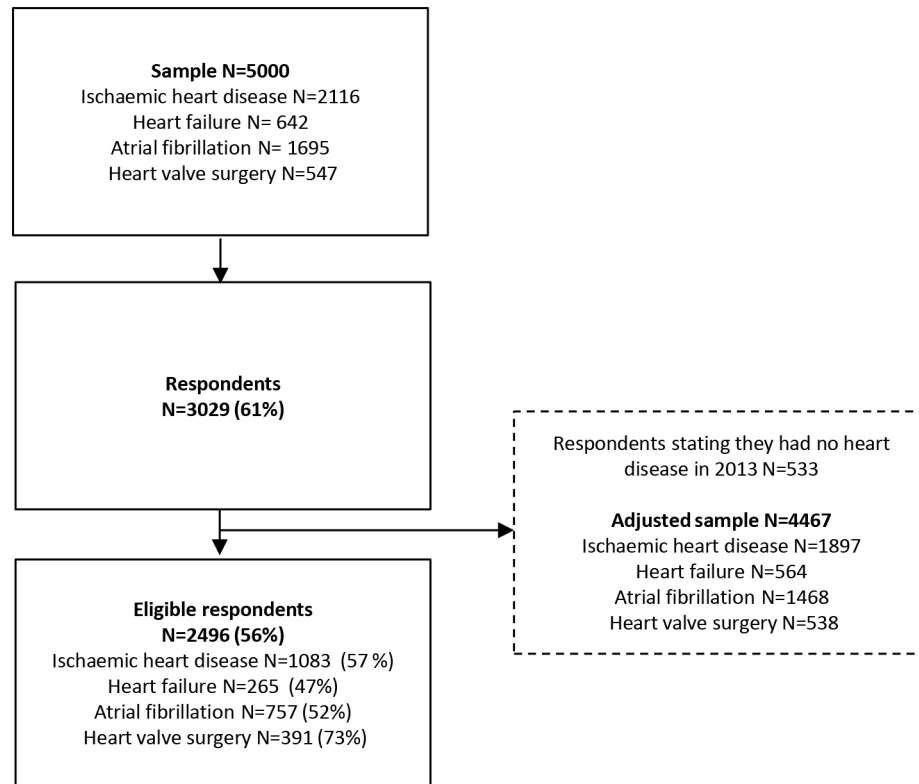 Sample N=5000
Ischaemic heart disease N=2116
Heart failure N= 642
Atrial fibrillation N= 1695
Heart valve surgery N=547
Respondents
N=3029 (61%)
Respondents stating they had no heart
disease in 2013 N=533
Adjusted sample N=4467
Ischaemic heart disease N=1897
Heart failure N=564
Atrial fibrillation N=1468
Heart valve surgery N=538
Eligible respondents
N=2496 (56%)
Ischaemic heart disease N=1083 (57 %)
Heart failure N=265 (47%)
Atrial fibrillation N=757 (52%)
Heart valve surgery N=391 (73%)